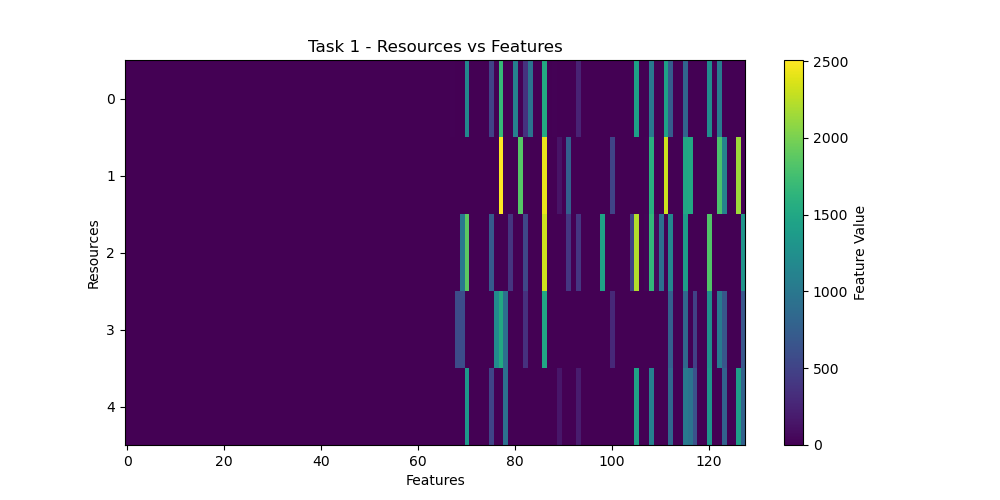 Task 1 - Resources vs Features
0
1
2
3
4
Resources
0 20 40 60 80 100 120
Features
2500
2000
1500
1000
500
0
Feature Value